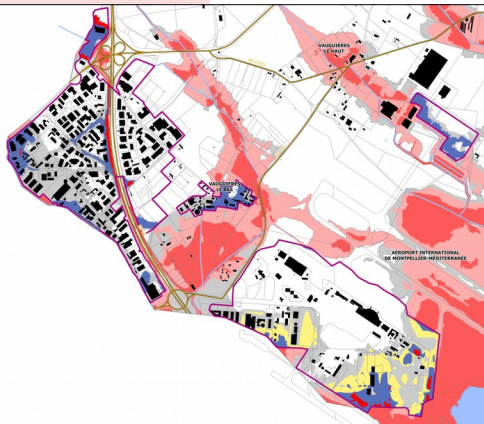 VAUGUIÈRES
LE HAUT
VAUGUIÈRES
LE BAS
AÉROPORT INTERNATIONAL
DE MONTPELLIER-MÉDITERRANÉE